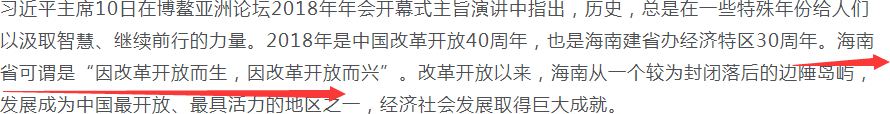 习近平主席10日在博鳌亚洲论坛2018年年会开幕式主旨演讲中指出，历史，总是在一些特殊年份给人们
以汲取智慧、继续前行的力量。2018年是中国改革开放40周年，也是海南建省办经济特区30周年。海南
省可谓是“因改革开放而生，因改革开放而兴”。改革开放以来，海南从一个较为封闭落后的边陲岛屿，
发展成为中国最开放、最具活力的地区之一，经济社会发展取得巨大成就。